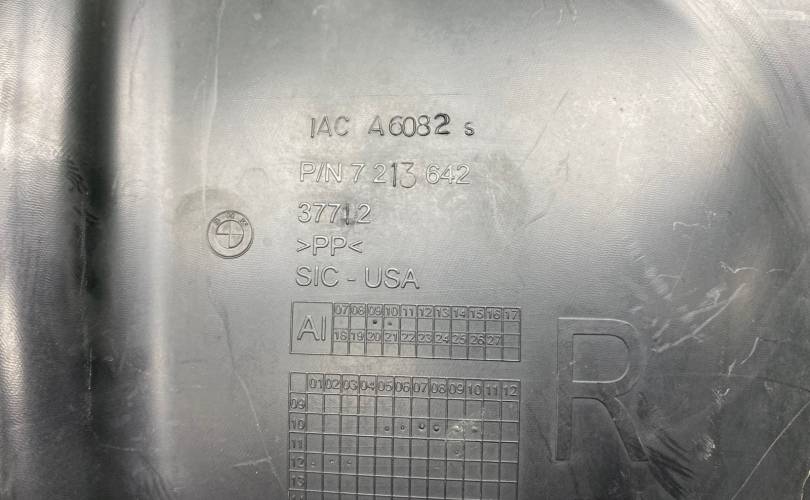 IAC A6082 s
P/N 7 213 642
37712
BMW
>PP<
SIC - USA
AI
07 08 09 10 11 12 13 14 15 16 17
18 19 20 21 22 23 24 25 26 27
R
01 02 03 04 05 06 07 08 09 10 11 12
09
10
11
12
13